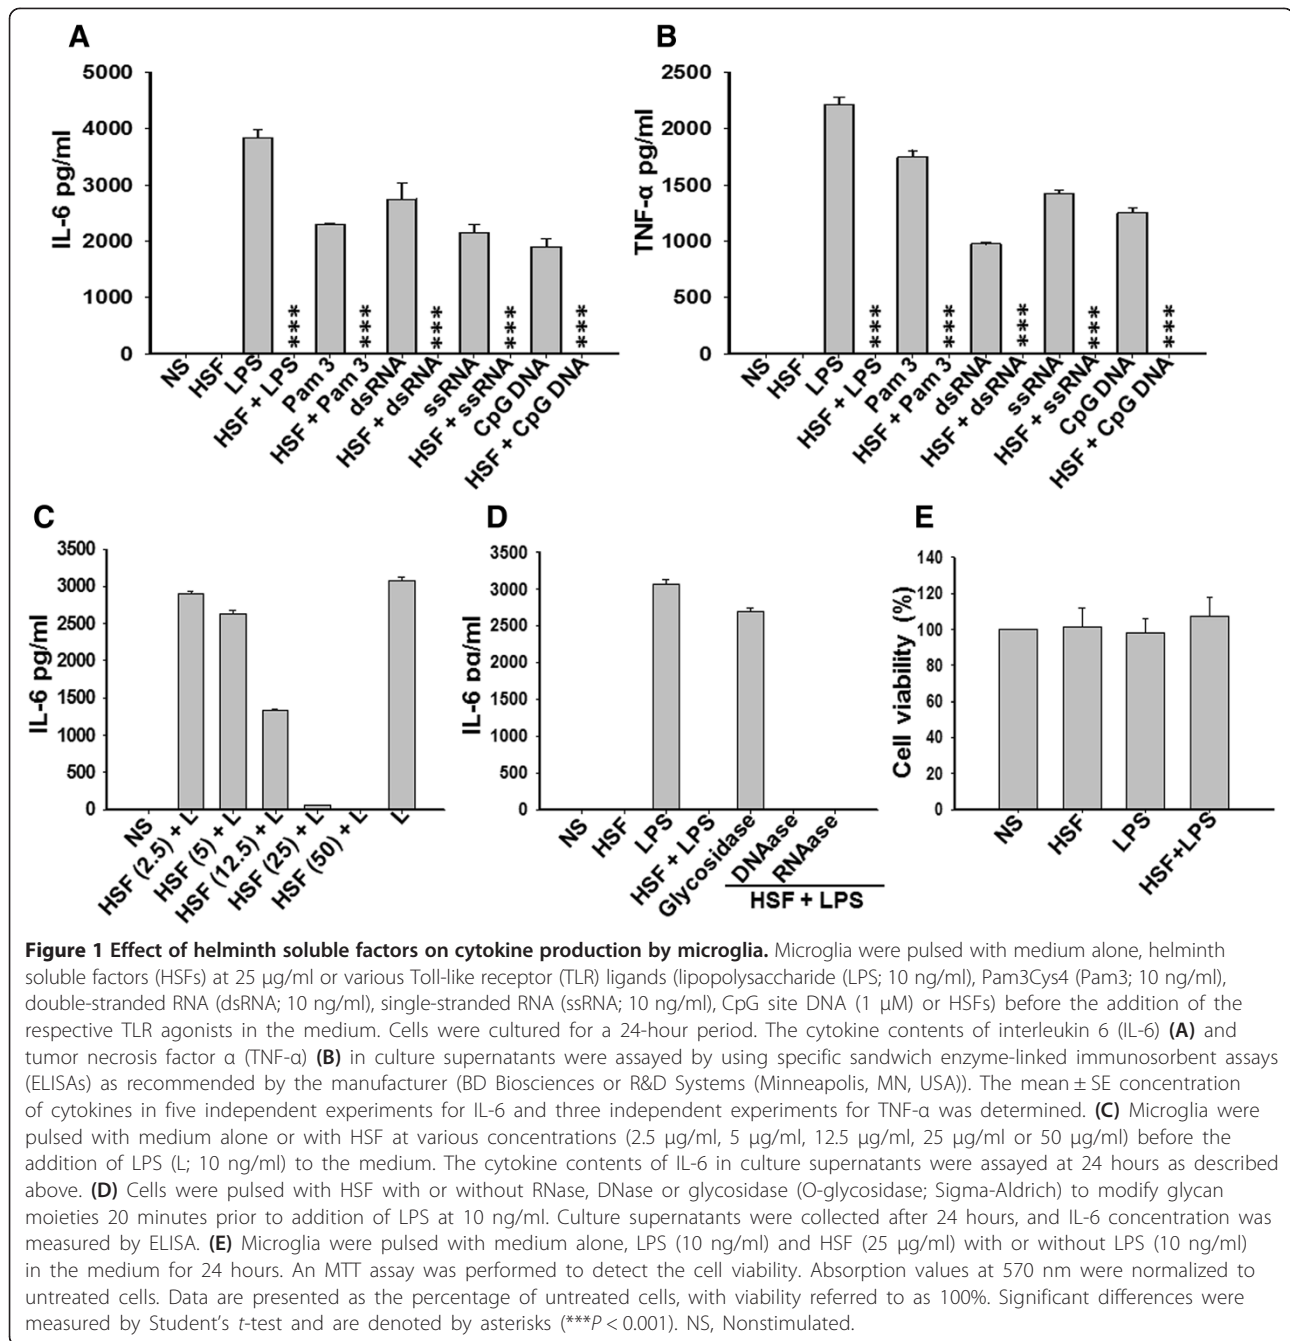 A
IL-6 pg/ml
5000
4000
3000
2000
1000
0
***
***
***
***
***
NS
HSF
LPS
HSF + LPS
Pam 3
HSF + Pam 3
dsRNA
HSF + dsRNA
ssRNA
HSF + ssRNA
CpG DNA
HSF + CpG DNA
B
TNF-α pg/ml
2500
2000
1500
1000
500
0
***
***
***
***
***
NS
HSF
LPS
HSF + LPS
Pam 3
HSF + Pam 3
dsRNA
HSF + dsRNA
ssRNA
HSF + ssRNA
CpG DNA
HSF + CpG DNA
C
IL-6 pg/ml
3500
3000
2500
2000
1500
1000
500
0
NS
HSF (2.5) + L
HSF (5) + L
HSF (12.5) + L
HSF (25) + L
HSF (50) + L
L
D
IL-6 pɑ/ml
3500
3000
2500
2000
1500
1000
500
0
NS
HSF
LPS
HSF + LPS
Glycosidase
DNAase
RNAase
HSF + LPS
E
Cell viability (%)
140
120
100
80
60
40
20
0
NS
HSF
LPS
HSF+LPS
Figure 1 Effect of helminth soluble factors on cytokine production by microglia. Microglia were pulsed with medium alone, helminth
soluble factors (HSFs) at 25 μg/ml or various Toll-like receptor (TLR) ligands (lipopolysaccharide (LPS; 10 ng/ml), Pam3Cys4 (Pam3; 10 ng/ml),
double-stranded RNA (dsRNA; 10 ng/ml), single-stranded RNA (ssRNA; 10 ng/ml), CpG site DNA (1 μM) or HSFs) before the addition of the
respective TLR agonists in the medium. Cells were cultured for a 24-hour period. The cytokine contents of interleukin 6 (IL-6) (A) and
tumor necrosis factor α (TNF-α) (B) in culture supernatants were assayed by using specific sandwich enzyme-linked immunosorbent assays
(ELISAs) as recommended by the manufacturer (BD Biosciences or R&D Systems (Minneapolis, MN, USA)). The mean ± SE concentration
of cytokines in five independent experiments for IL-6 and three independent experiments for TNF-α was determined. (C) Microglia were
pulsed with medium alone or with HSF at various concentrations (2.5 μg/ml, 5 μg/ml, 12.5 μg/ml, 25 μg/ml or 50 μg/ml) before the
addition of LPS (L; 10 ng/ml) to the medium. The cytokine contents of IL-6 in culture supernatants were assayed at 24 hours as described
above. (D) Cells were pulsed with HSF with or without RNase, DNase or glycosidase (O-glycosidase; Sigma-Aldrich) to modify glycan
moieties 20 minutes prior to addition of LPS at 10 ng/ml. Culture supernatants were collected after 24 hours, and IL-6 concentration was
measured by ELISA. (E) Microglia were pulsed with medium alone, LPS (10 ng/ml) and HSF (25 μg/ml) with or without LPS (10 ng/ml)
in the medium for 24 hours. An MTT assay was performed to detect the cell viability. Absorption values at 570 nm were normalized to
untreated cells. Data are presented as the percentage of untreated cells, with viability referred to as 100%. Significant differences were
measured by Student's t-test and are denoted by asterisks (***P < 0.001). NS, Nonstimulated.